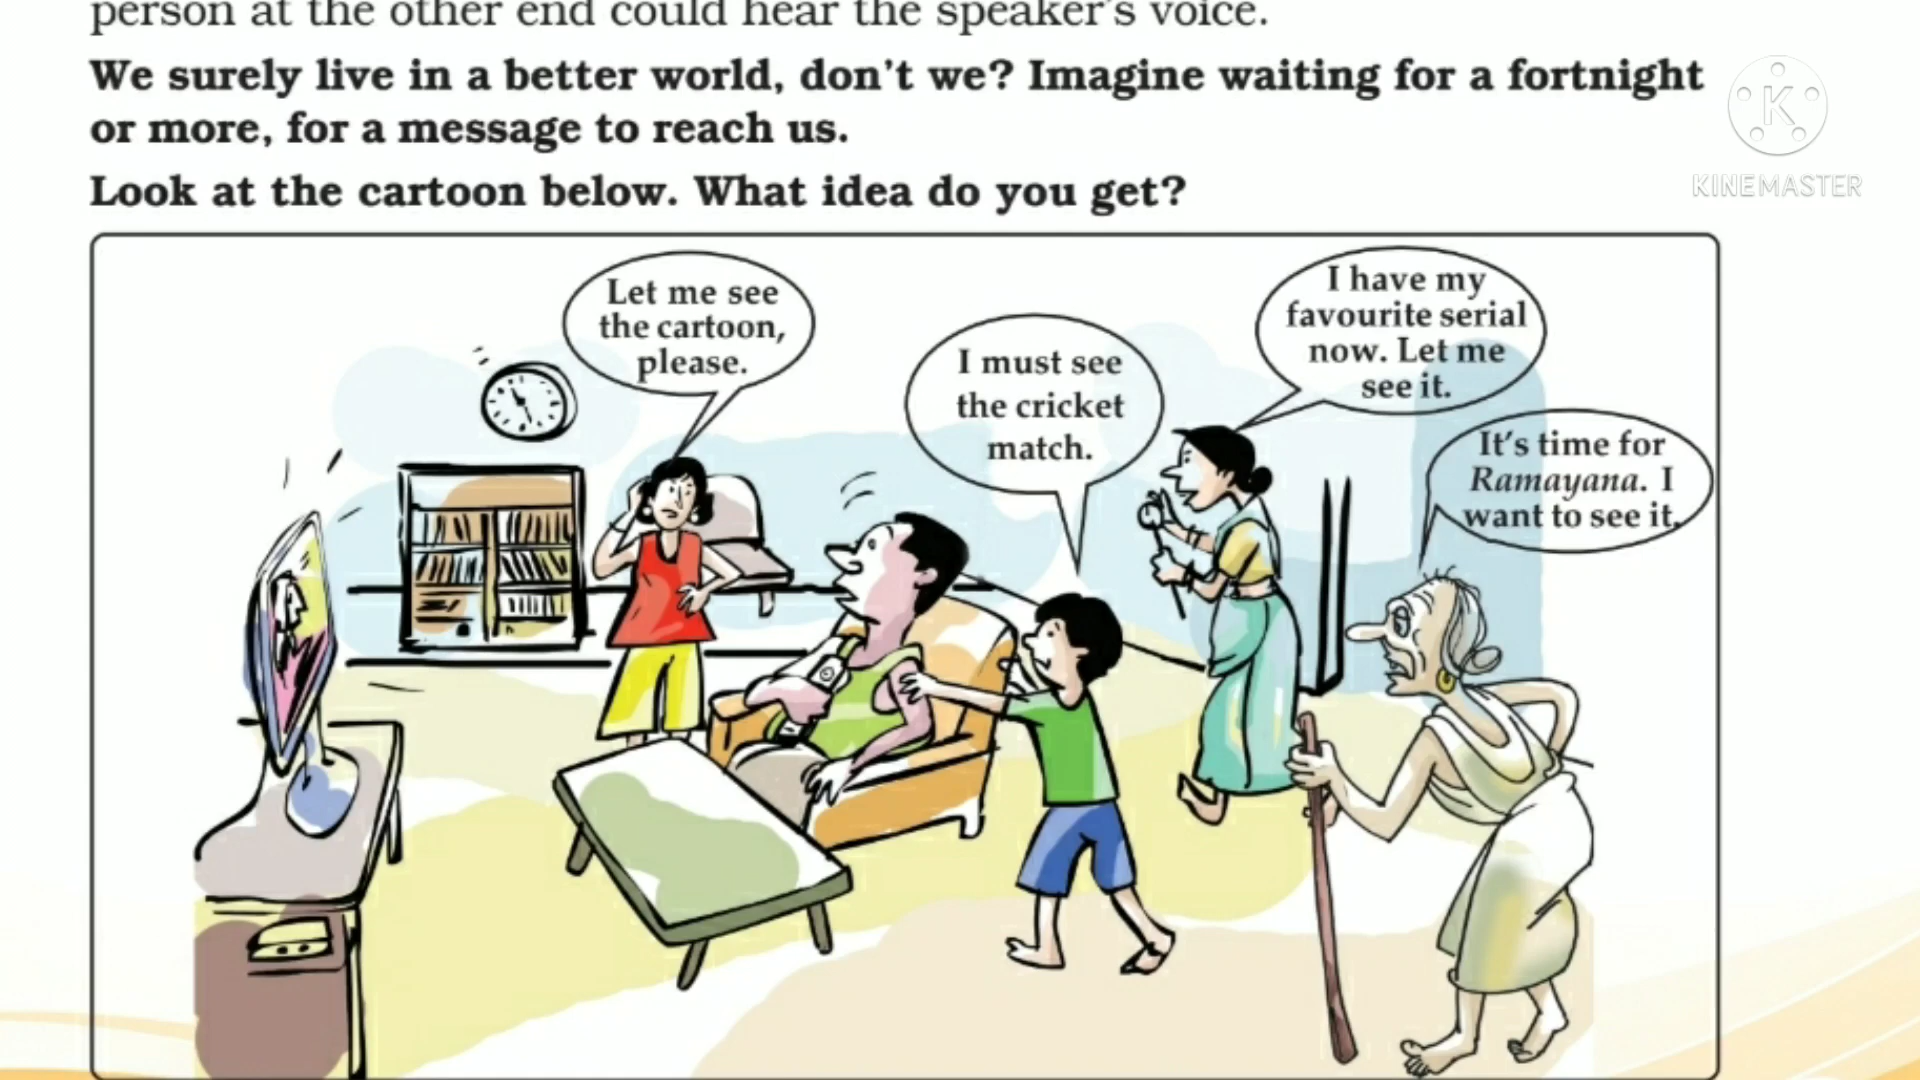 person at the other end could hear the speaker's voice.
We surely live in a better world, don't we? Imagine waiting for a fortnight
or more, for a message to reach us.
Look at the cartoon below. What idea do you get?
K
KINEMASTER
Let me see
the cartoon,
please.
I must see
the cricket
match.
I have my
favourite serial
now. Let me
see it.
It's time for
Ramayana. I
want to see it.